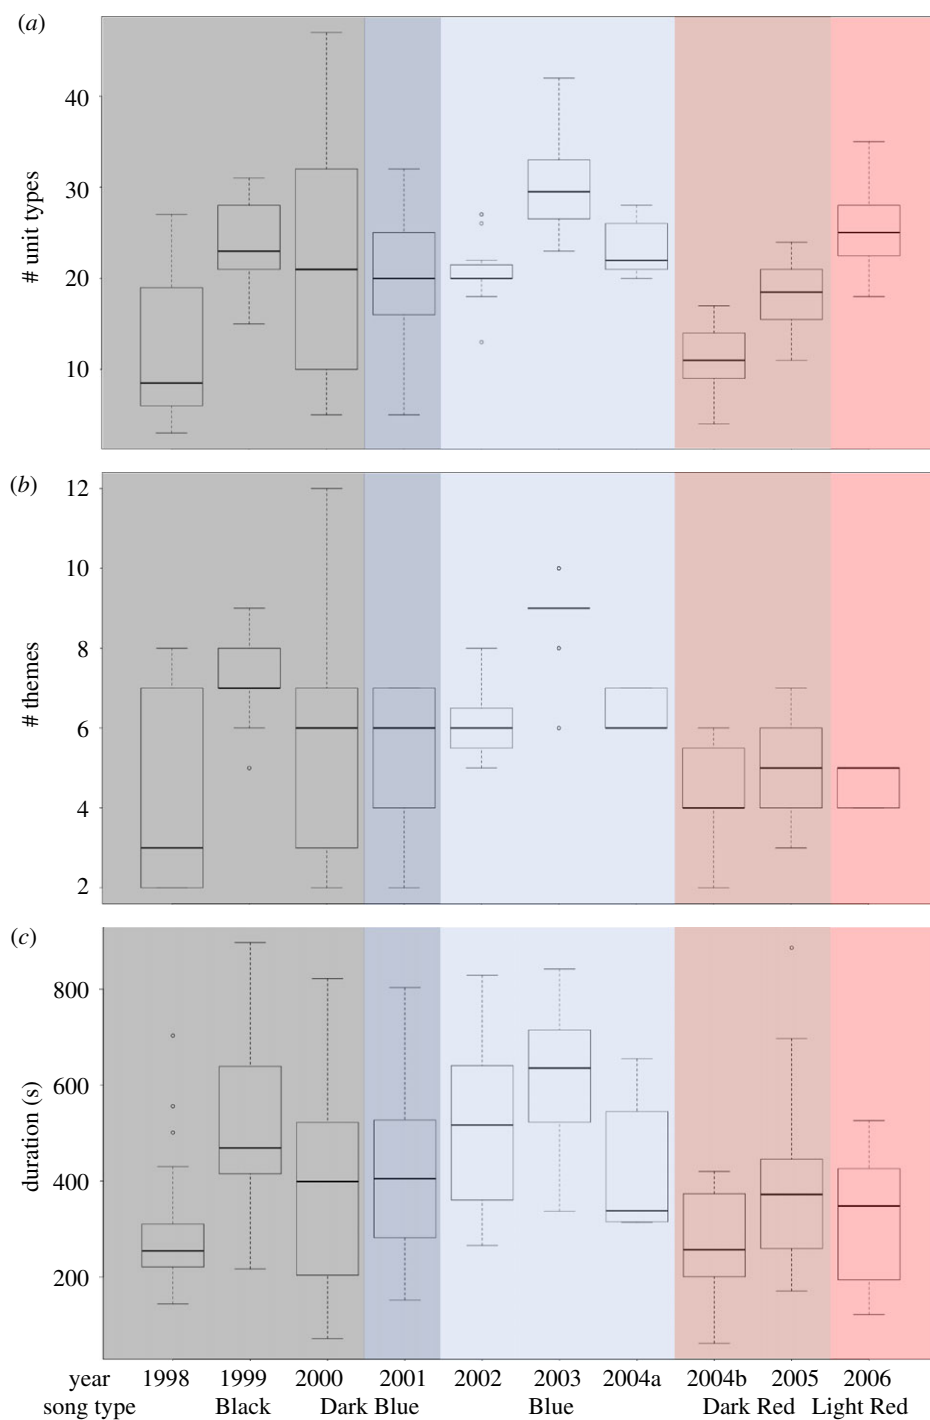 (a)
40
30
20
10
# unit types
(b)
12
10
8
6
4
2
# themes
(c)
800
600
400
200
duration (s)
year 1998 1999 2000 2001 2002 2003 2004a 2004b 2005 2006
song type Black Dark Blue Blue Dark Red Light Red